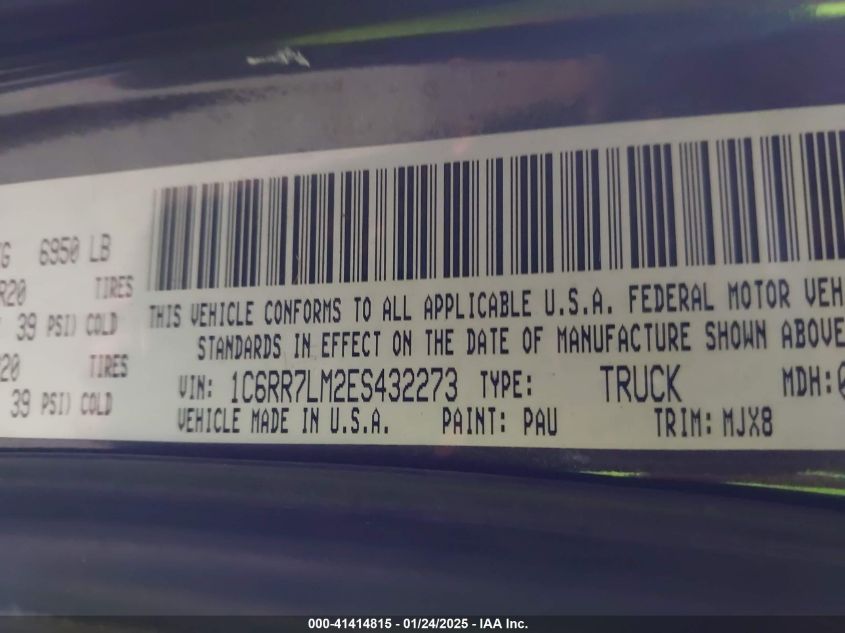 6950 LB
R20 TIRES
39 PSI) COLD
20 TIRES
39 PSI) COLD
THIS VEHICLE CONFORMS TO ALL APPLICABLE U.S.A. FEDERAL MOTOR VEH
STANDARDS IN EFFECT ON THE DATE OF MANUFACTURE SHOWN ABOVE
VIN: 1C6RR7LM2ES432273 TYPE: TRUCK MDH:0
VEHICLE MADE IN U.S.A. PAINT: PAU TRIM: MJX8
000-41414815 - 01/24/2025 - IAA Inc.